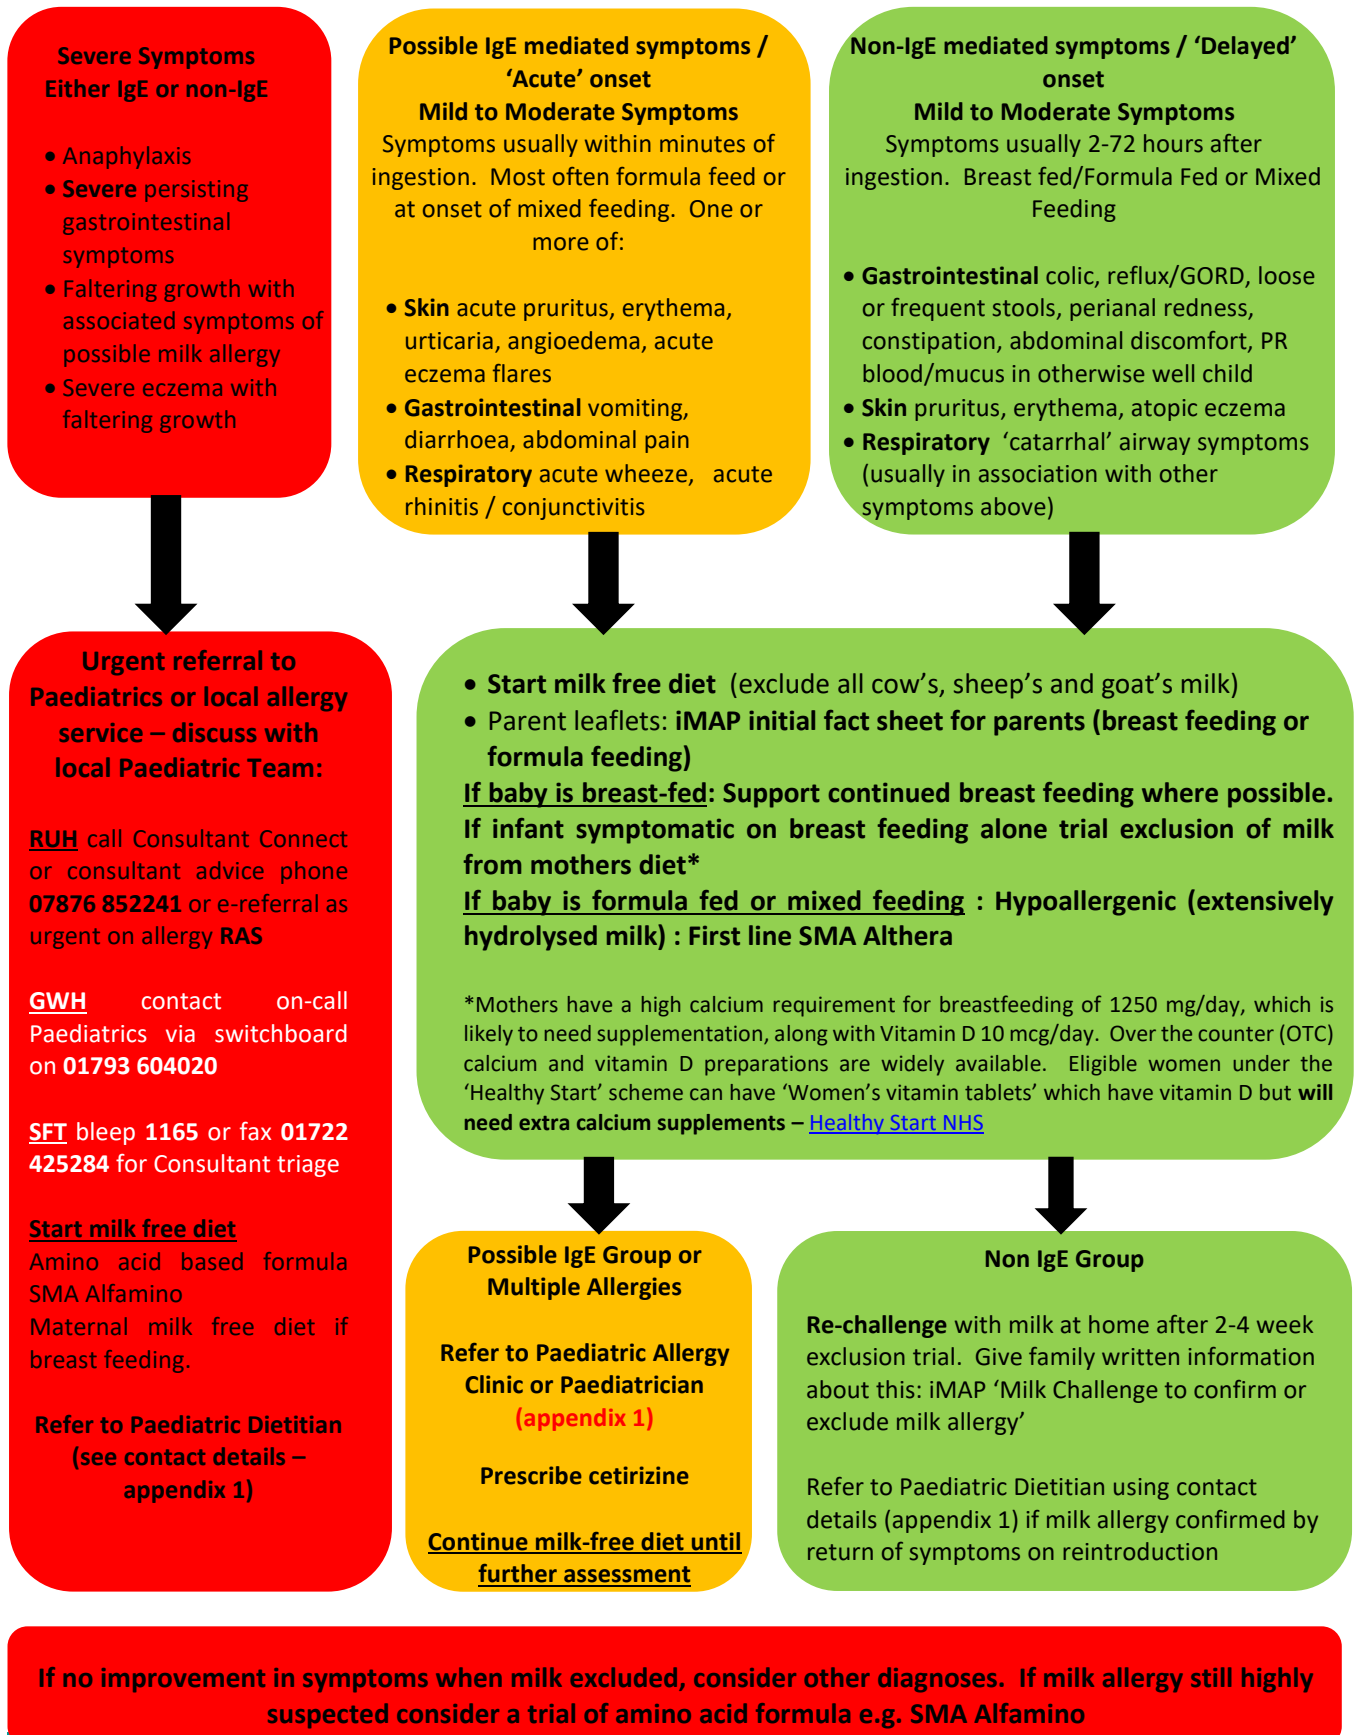 Severe Symptoms
Either IgE or non-IgE
• Anaphylaxis
• Severe persisting
gastrointestinal
symptoms
• Faltering growth with
associated symptoms of
possible milk allergy
• Severe eczema with
faltering growth
Possible IgE mediated symptoms /
‘Acute’ onset
Mild to Moderate Symptoms
Symptoms usually within minutes of
ingestion. Most often formula feed or
at onset of mixed feeding. One or
more of:
• Skin acute pruritus, erythema,
urticaria, angioedema, acute
eczema flares
• Gastrointestinal vomiting,
diarrhoea, abdominal pain
• Respiratory acute wheeze, acute
rhinitis / conjunctivitis
Non-IgE mediated symptoms / ‘Delayed’
onset
Mild to Moderate Symptoms
Symptoms usually 2-72 hours after
ingestion. Breast fed/Formula Fed or Mixed
Feeding
• Gastrointestinal colic, reflux/GORD, loose
or frequent stools, perianal redness,
constipation, abdominal discomfort, PR
blood/mucus in otherwise well child
• Skin pruritus, erythema, atopic eczema
• Respiratory ‘catarrhal’ airway symptoms
(usually in association with other
symptoms above)
Urgent referral to
Paediatrics or local allergy
service – discuss with
local Paediatric Team:
RUH call Consultant Connect
or consultant advice phone
07876 852241 or e-referral as
urgent on allergy RAS
GWH contact on-call
Paediatrics via switchboard
on 01793 604020
SFT bleep 1165 or fax 01722
425284 for Consultant triage
Start milk free diet
Amino acid based formula
SMA Alfamino
Maternal milk free diet if
breast feeding.
Refer to Paediatric Dietitian
(see contact details –
appendix 1)
• Start milk free diet (exclude all cow’s, sheep’s and goat’s milk)
• Parent leaflets: iMAP initial fact sheet for parents (breast feeding or
formula feeding)
If baby is breast-fed: Support continued breast feeding where possible.
If infant symptomatic on breast feeding alone trial exclusion of milk
from mothers diet*
If baby is formula fed or mixed feeding : Hypoallergenic (extensively
hydrolysed milk) : First line SMA Althera
*Mothers have a high calcium requirement for breastfeeding of 1250 mg/day, which is
likely to need supplementation, along with Vitamin D 10 mcg/day. Over the counter (OTC)
calcium and vitamin D preparations are widely available. Eligible women under the
‘Healthy Start’ scheme can have ‘Women’s vitamin tablets’ which have vitamin D but will
need extra calcium supplements – Healthy Start NHS
Possible IgE Group or
Multiple Allergies
Refer to Paediatric Allergy
Clinic or Paediatrician
(appendix 1)
Prescribe cetirizine
Continue milk-free diet until
further assessment
Non IgE Group
Re-challenge with milk at home after 2-4 week
exclusion trial. Give family written information
about this: iMAP ‘Milk Challenge to confirm or
exclude milk allergy’
Refer to Paediatric Dietitian using contact
details (appendix 1) if milk allergy confirmed by
return of symptoms on reintroduction
If no improvement in symptoms when milk excluded, consider other diagnoses. If milk allergy still highly
suspected consider a trial of amino acid formula e.g. SMA Alfamino